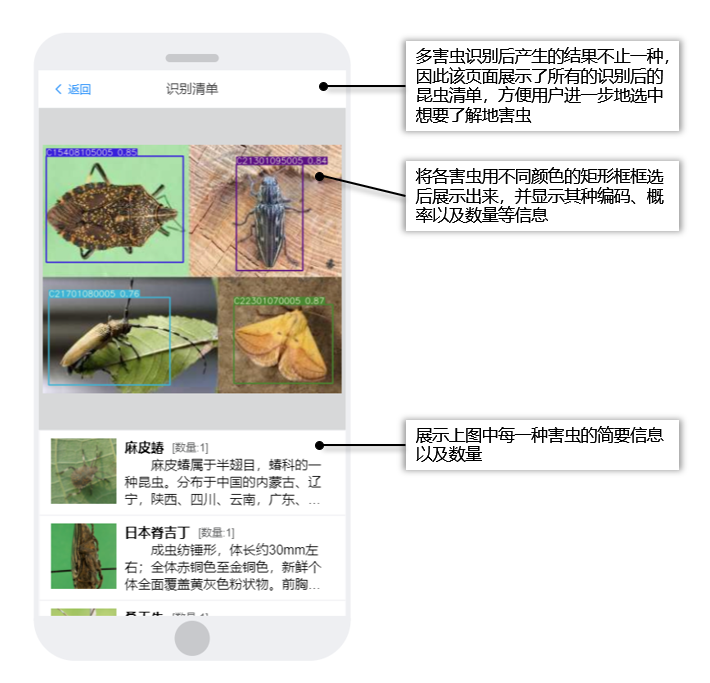 返回
识别清单
多害虫识别后产生的结果不止一种，
因此该页面展示了所有的识别后的
昆虫清单，方便用户进一步地选中
想要了解地害虫
C15408105005 0.85
C21301095005 0.84
将各害虫用不同颜色的矩形框框选
后展示出来，并显示其种编码、概
率以及数量等信息
C21701080005 0.76
C22301070005 0.87
展示上图中每一种害虫的简要信息
以及数量
麻皮蝽 [数量:1]
麻皮蝽属于半翅目，蝽科的一
种昆虫。分布于中国的内蒙古、辽
宁，陕西、四川、云南，广东、...
日本脊吉丁 [数量:1]
成虫纺锤形，体长约30mm左
右；全体赤铜色至金铜色，新鲜个
体全面覆盖黄灰色粉状物。前胸...